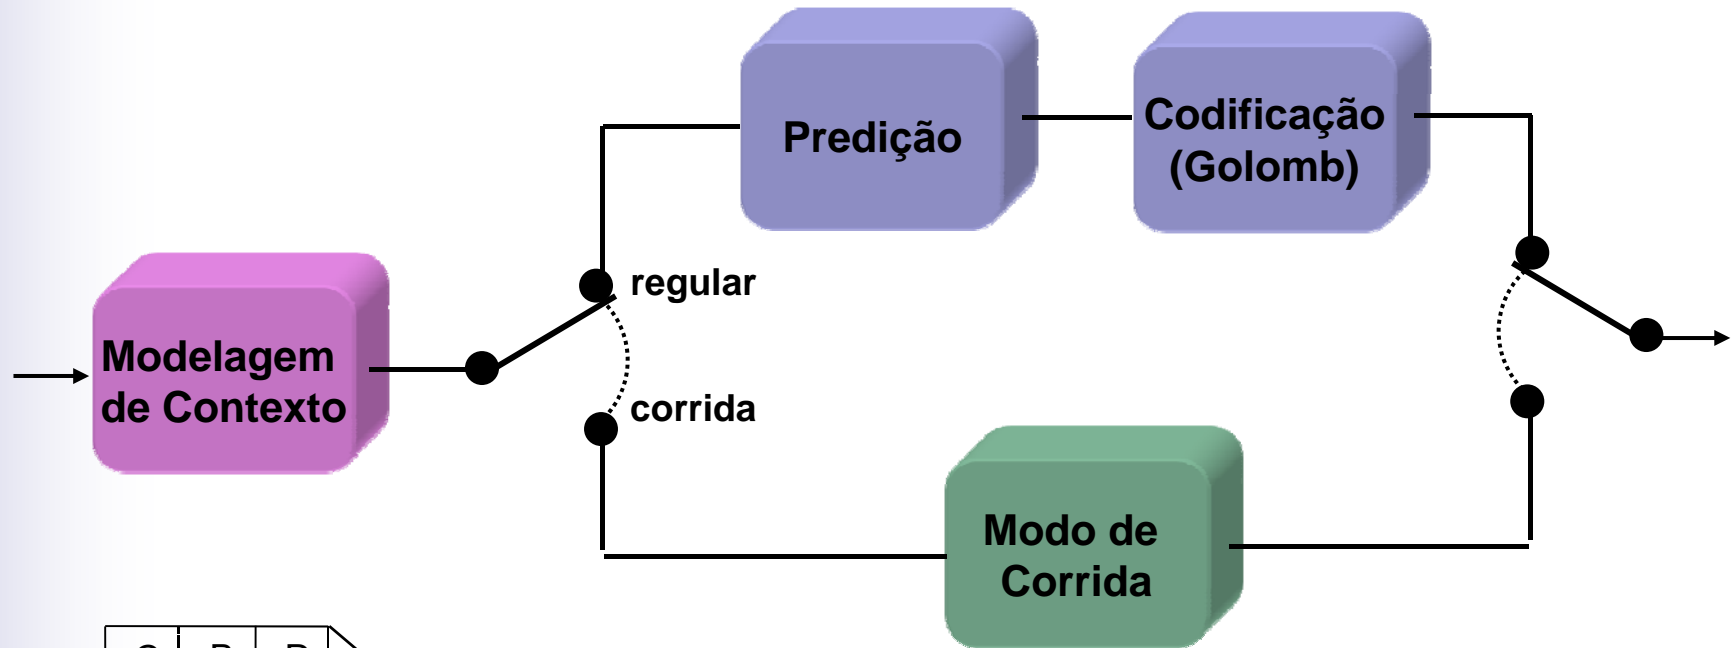 Predição
Codificação
(Golomb)
regular
Modelagem
de Contexto
corrida
Modo de
Corrida
C B D